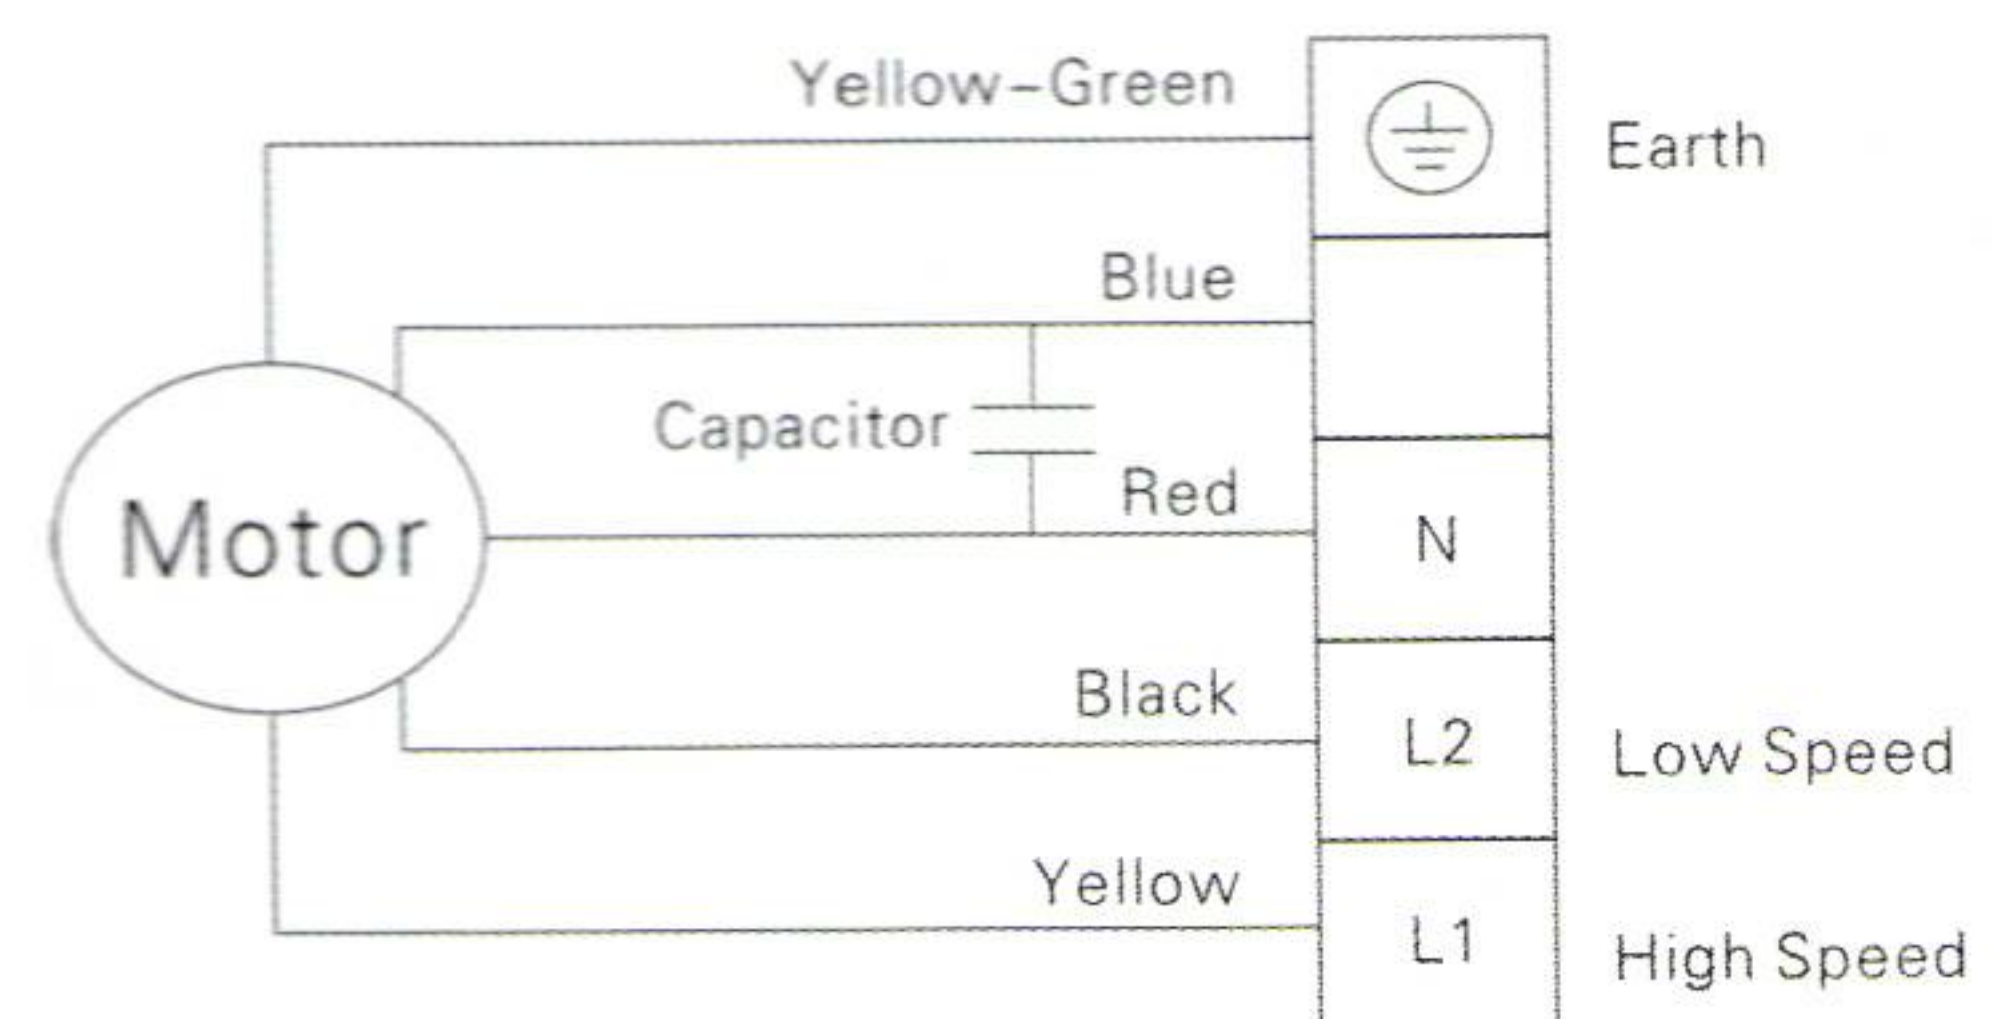 Yellow-Green
Earth
Blue
Capacitor
Red
Motor
N
Black
L2
Low Speed
Yellow
L1
High Speed